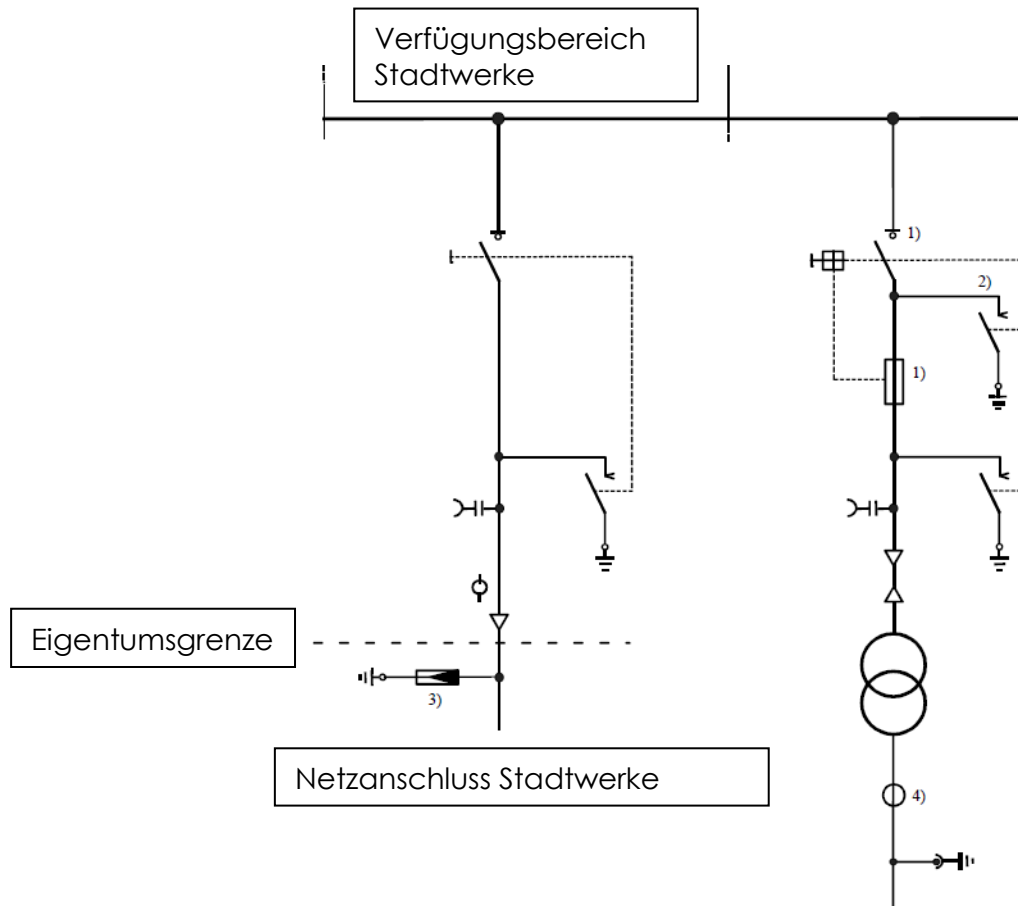 Verfügungsbereich
Stadtwerke
1)
2)
1)
Eigentumsgrenze
3)
Netzanschluss Stadtwerke
4)